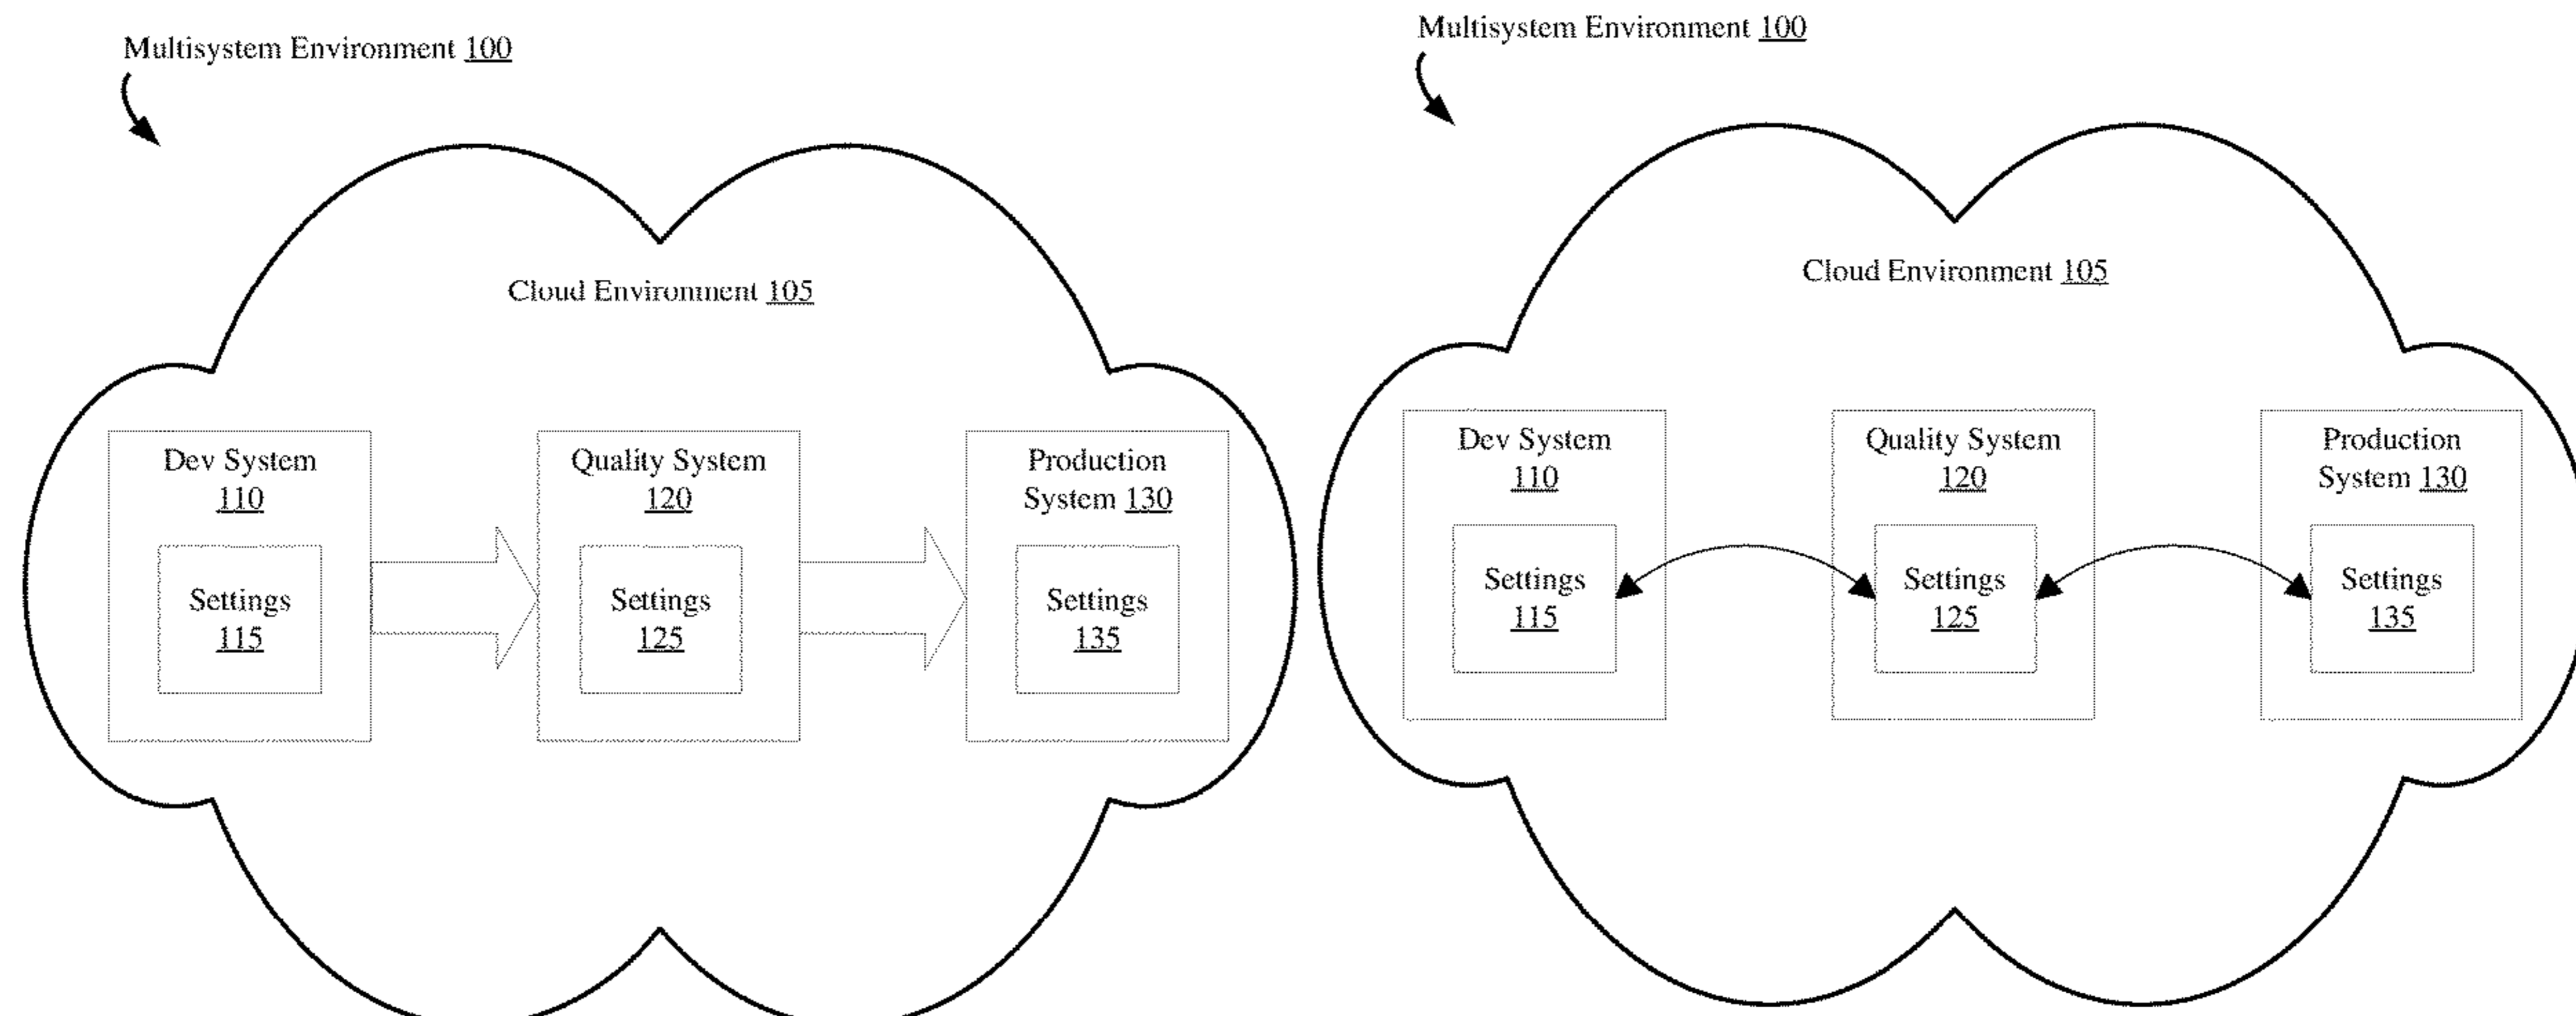 Multisystem Environment 100
Cloud Environment 105
Dev System
110
Settings
115
Quality System
120
Settings
125
Production
System 130
Settings
135
Multisystem Environment 100
Cloud Environment 105
Dev System
110
Settings
115
Quality System
120
Settings
125
Production
System 130
Settings
135